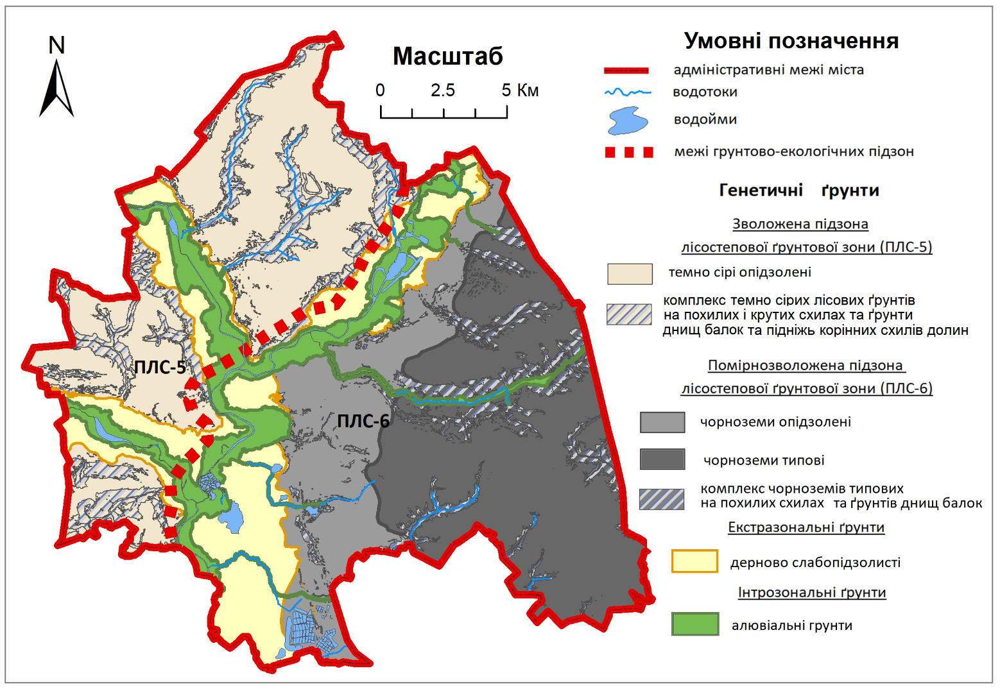 N
Масштаб
0 2.5 5 Км
Умовні позначення
адміністративні межі міста
водотоки
водойми
межі грунтово-екологічних підзон
Генетичні ґрунти
Зволожена підзона
лісостепової ґрунтової зони (ПЛС-5)
темно сірі опідзолені
комплекс темно сірих лісових ґрунтів
на похилих і крутих схилах та ґрунти
днищ балок та підніжь корінних схилів долин
Помірнозволожена підзона
лісостепової ґрунтової зони (ПЛС-6)
чорноземи опідзолені
чорноземи типові
комплекс чорноземів типових
на похилих схилах та ґрунтів днищ балок
Екстразональні ґрунти
дерново слабопідзолисті
Інтрозональні ґрунти
алювіальні грунти
ПЛС-5
ПЛС-6